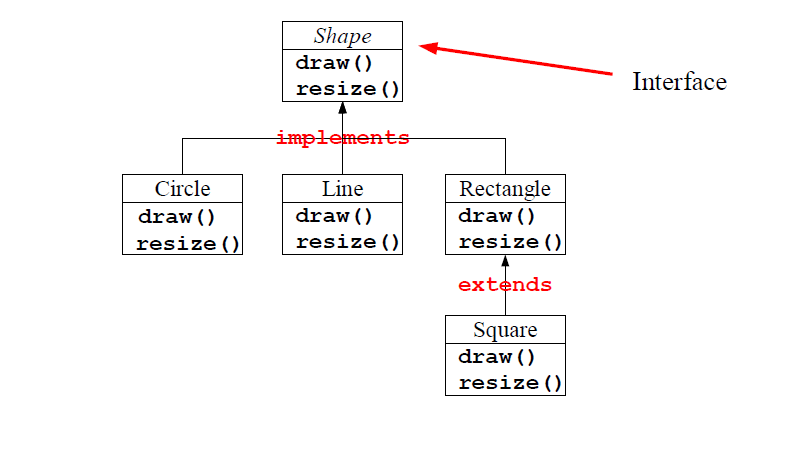 Shape
draw()
resize()
Interface
implements
Circle
draw()
resize()
Line
draw()
resize()
Rectangle
draw()
resize()
extends
Square
draw()
resize()